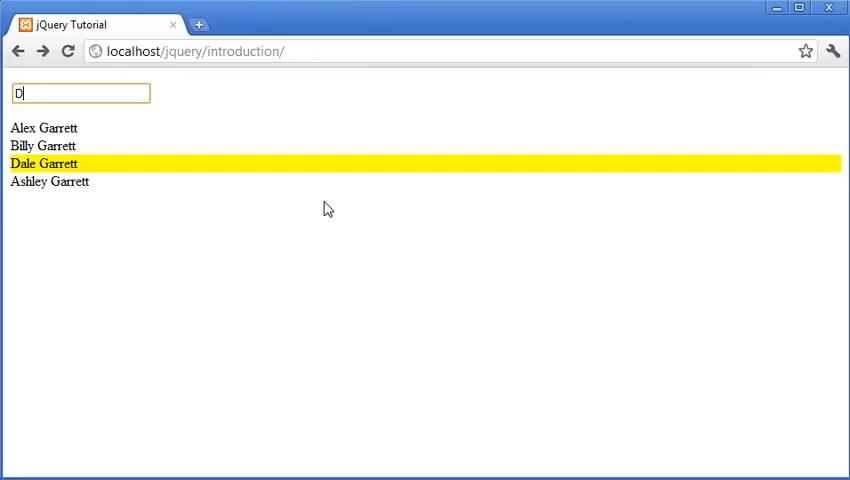 jQuery Tutorial
localhost/jquery/introduction/
D
Alex Garrett
Billy Garrett
Dale Garrett
Ashley Garrett